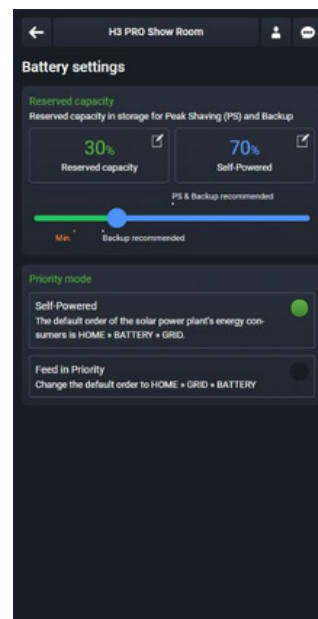 H3 PRO Show Room
Battery settings
Reserved capacity
Reserved capacity in storage for Peak Shaving (PS) and Backup
30%
Reserved capacity
70%
Self-Powered
PS & Backup recommended
Min.
Backup recommended
Priority mode
Self-Powered
The default order of the solar power plant's energy con-
sumers is HOME » BATTERY » GRID.
Feed in Priority
Change the default order to HOME » GRID » BATTERY